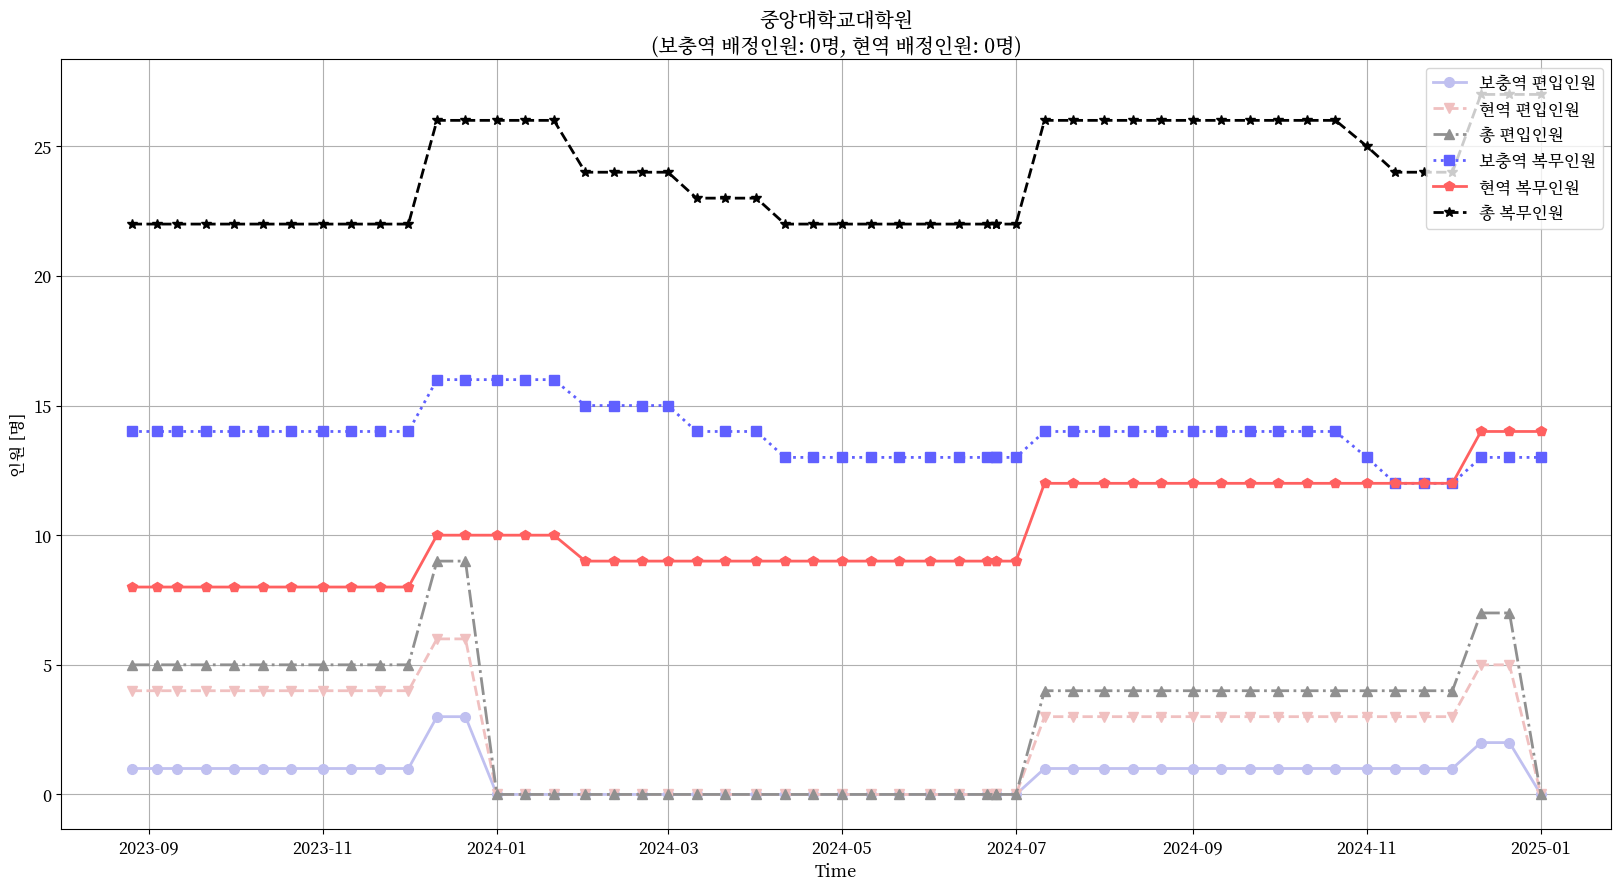 중앙대학교대학원
(보충역 배정인원: 0명, 현역 배정인원: 0명)
보충역 편입인원
현역 편입인원
총 편입인원
보충역 복무인원
현역 복무인원
총 복무인원
인원 [명]
25
20
15
10
5
0
2023-09
2023-11
2024-01
2024-03
2024-05
2024-07
2024-09
2024-11
2025-01
Time